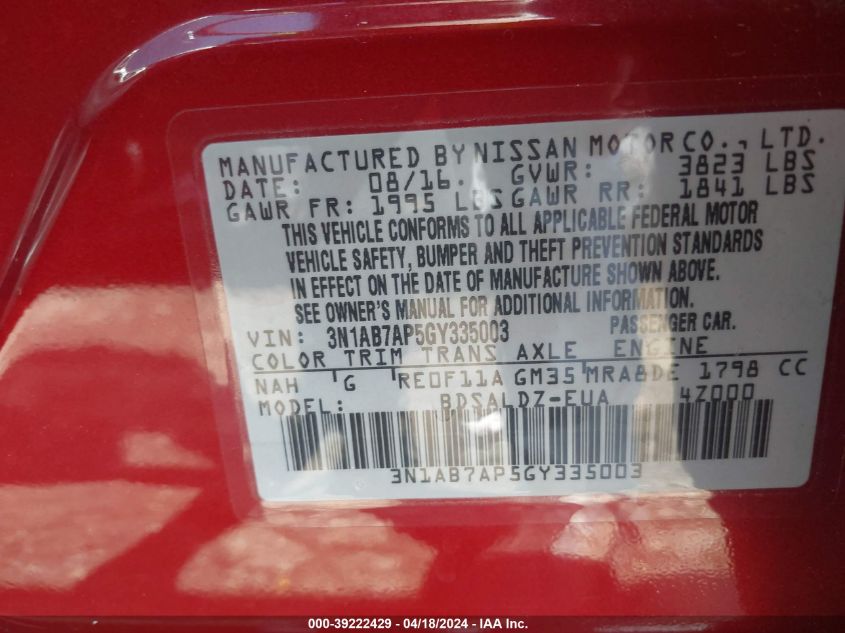 MANUFACTURED BY NISSAN MOTOR CO., LTD.
DATE: 08/16. GVWR: 3823 LBS
GAWR FR: 1995 LBS GAWR RR: 1841 LBS
THIS VEHICLE CONFORMS TO ALL APPLICABLE FEDERAL MOTOR
VEHICLE SAFETY, BUMPER AND THEFT PREVENTION STANDARDS
IN EFFECT ON THE DATE OF MANUFACTURE SHOWN ABOVE.
SEE OWNER'S MANUAL FOR ADDITIONAL INFORMATION.
VIN: 3N1AB7AP5GY335003 PASSENGER CAR.
COLOR TRIM TRANS AXLE ENGINE
NAH G RE0F11A GM35 MRA8DE 1798 CC
MODEL: BDSALDZ-EUA 4Z000
3N1AB7AP5GY335003
000-39222429 - 04/18/2024 - IAA Inc.